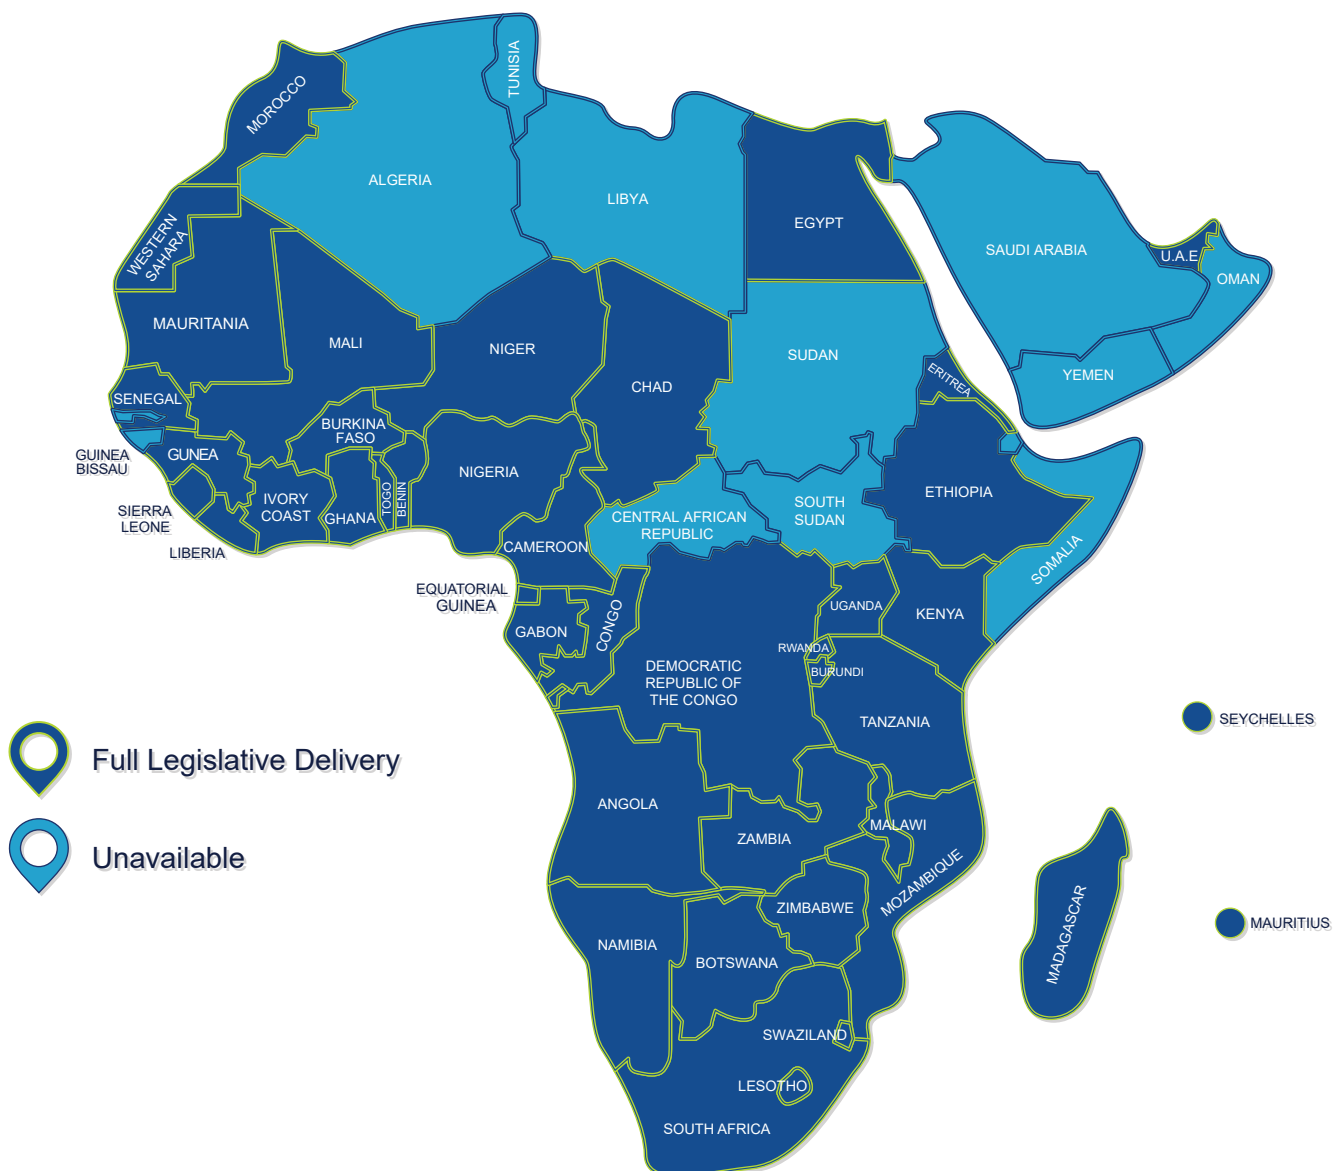 TUNISIA
MOROCCO
ALGERIA
LIBYA
EGYPT
SAUDI ARABIA
U.A.E
OMAN
WESTERN
SAHARA
MAURITANIA
MALI
NIGER
CHAD
SUDAN
ERITREA
YEMEN
SENEGAL
BURKINA
FASO
GUINEA
BISSAU
GUNEA
NIGERIA
ETHIOPIA
SIERRA
LEONE
IVORY
COAST
GHANA
TOGO
BENIN
LIBERIA
CENTRAL AFRICAN
REPUBLIC
SOUTH
SUDAN
SOMALIA
CAMEROON
EQUATORIAL
GUINEA
GABON
CONGO
UGANDA
KENYA
RWANDA
BURUNDI
DEMOCRATIC
REPUBLIC OF
THE CONGO
TANZANIA
SEYCHELLES
Full Legislative Delivery
Unavailable
ANGOLA
ZAMBIA
MALAWI
MOZAMBIQUE
ZIMBABWE
NAMIBIA
BOTSWANA
MADAGASCAR
MAURITIUS
SWAZILAND
LESOTHO
SOUTH AFRICA